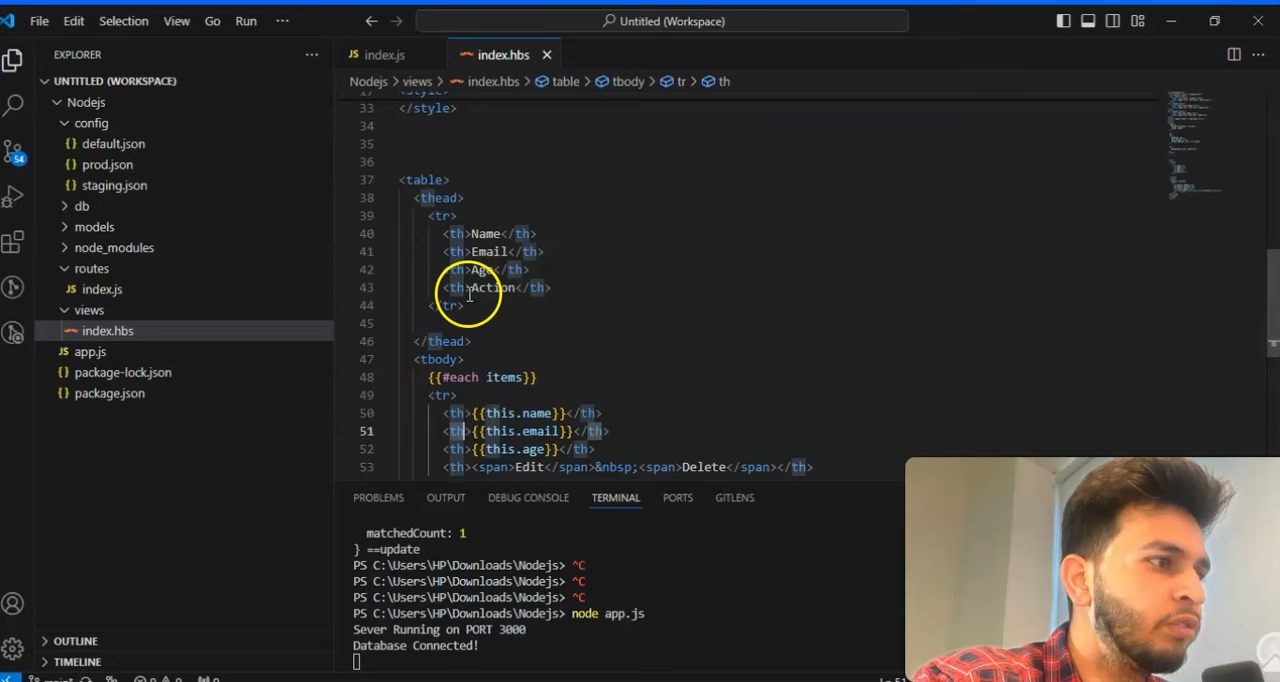 File Edit Selection View Go Run ···
Untitled (Workspace)
EXPLORER ···
UNTITLED (WORKSPACE)
Nodejs
config
default.json
prod.json
staging.json
db
models
node_modules
routes
index.js
views
index.hbs
app.js
package-lock.json
package.json
OUTLINE
TIMELINE
54
JS index.js
index.hbs
Nodejs > views > index.hbs > table > tbody > tr > th
33 </style>
34
35
36
37 <table>
38 <thead>
39 <tr>
40 <th>Name</th>
41 <th>Email</th>
42 <th>Age</th>
43 <th>Action</th>
44 </tr>
45
46 </thead>
47 <tbody>
48 {{#each items}}
49 <tr>
50 <th>{{this.name}}</th>
51 <th>{{this.email}}</th>
52 <th>{{this.age}}</th>
53 <th><span>Edit</span>&nbsp;<span>Delete</span></th>
PROBLEMS OUTPUT DEBUG CONSOLE TERMINAL PORTS GITLENS
matchedCount: 1
} ==update
PS C:\Users\HP\Downloads\Nodejs> ^C
PS C:\Users\HP\Downloads\Nodejs> ^C
PS C:\Users\HP\Downloads\Nodejs> ^C
PS C:\Users\HP\Downloads\Nodejs> node app.js
Sever Running on PORT 3000
Database Connected!